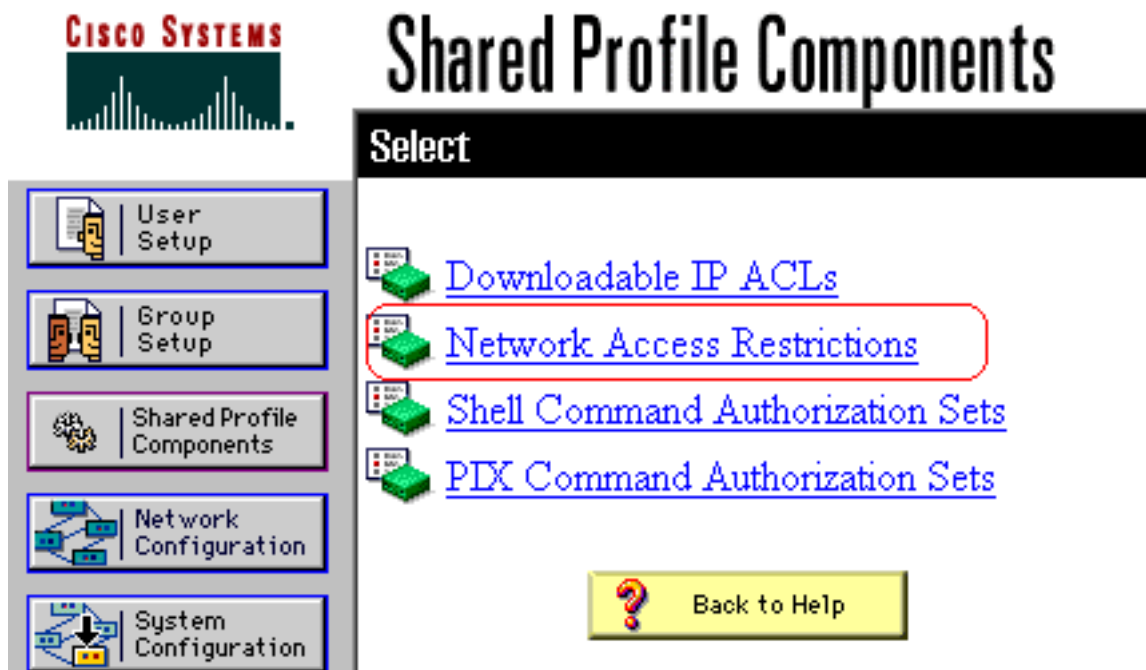 CISCO SYSTEMS
Shared Profile Components
Select
User
Setup
Group
Setup
Shared Profile
Components
Network
Configuration
System
Configuration
Downloadable IP ACLs
Network Access Restrictions
Shell Command Authorization Sets
PIX Command Authorization Sets
? Back to Help